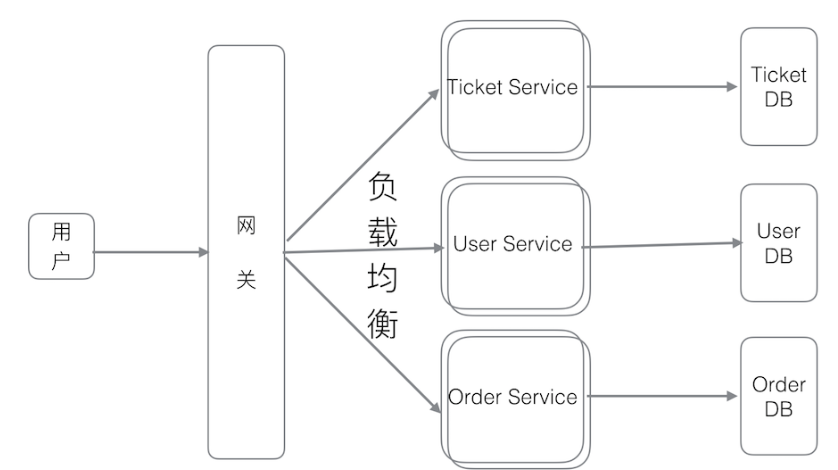 用
户
网
关
负
载
均
衡
Ticket Service
Ticket
DB
User Service
User
DB
Order Service
Order
DB